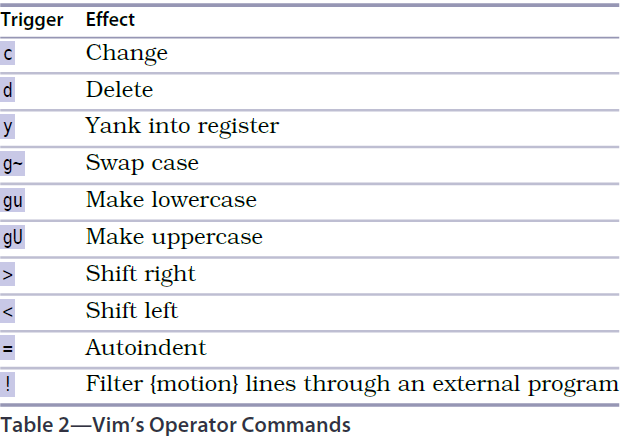 Trigger Effect
c Change
d Delete
y Yank into register
g~ Swap case
gu Make lowercase
gU Make uppercase
> Shift right
< Shift left
= Autoindent
! Filter {motion} lines through an external program
Table 2—Vim's Operator Commands